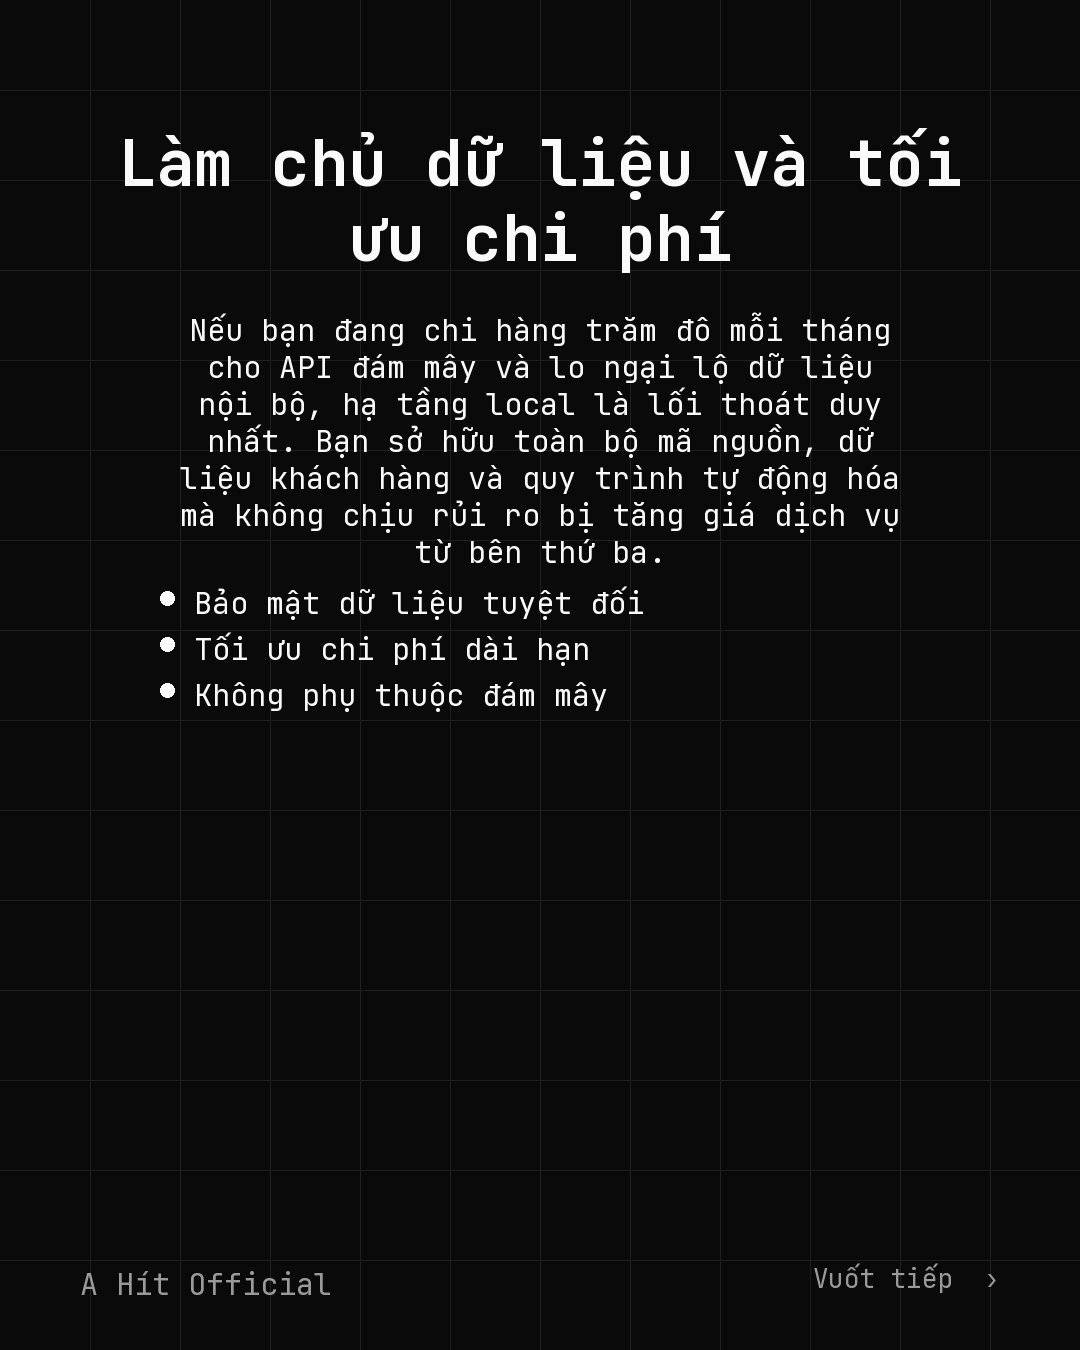 Làm chủ dữ liệu và tối
ưu chi phí
Nếu bạn đang chi hàng trăm đô mỗi tháng
cho API đám mây và lo ngại lộ dữ liệu
nội bộ, hạ tầng local là lối thoát duy
nhất. Bạn sở hữu toàn bộ mã nguồn, dữ
liệu khách hàng và quy trình tự động hóa
mà không chịu rủi ro bị tăng giá dịch vụ
từ bên thứ ba.
● Bảo mật dữ liệu tuyệt đối
● Tối ưu chi phí dài hạn
● Không phụ thuộc đám mây
A Hít Official
Vuốt tiếp ›